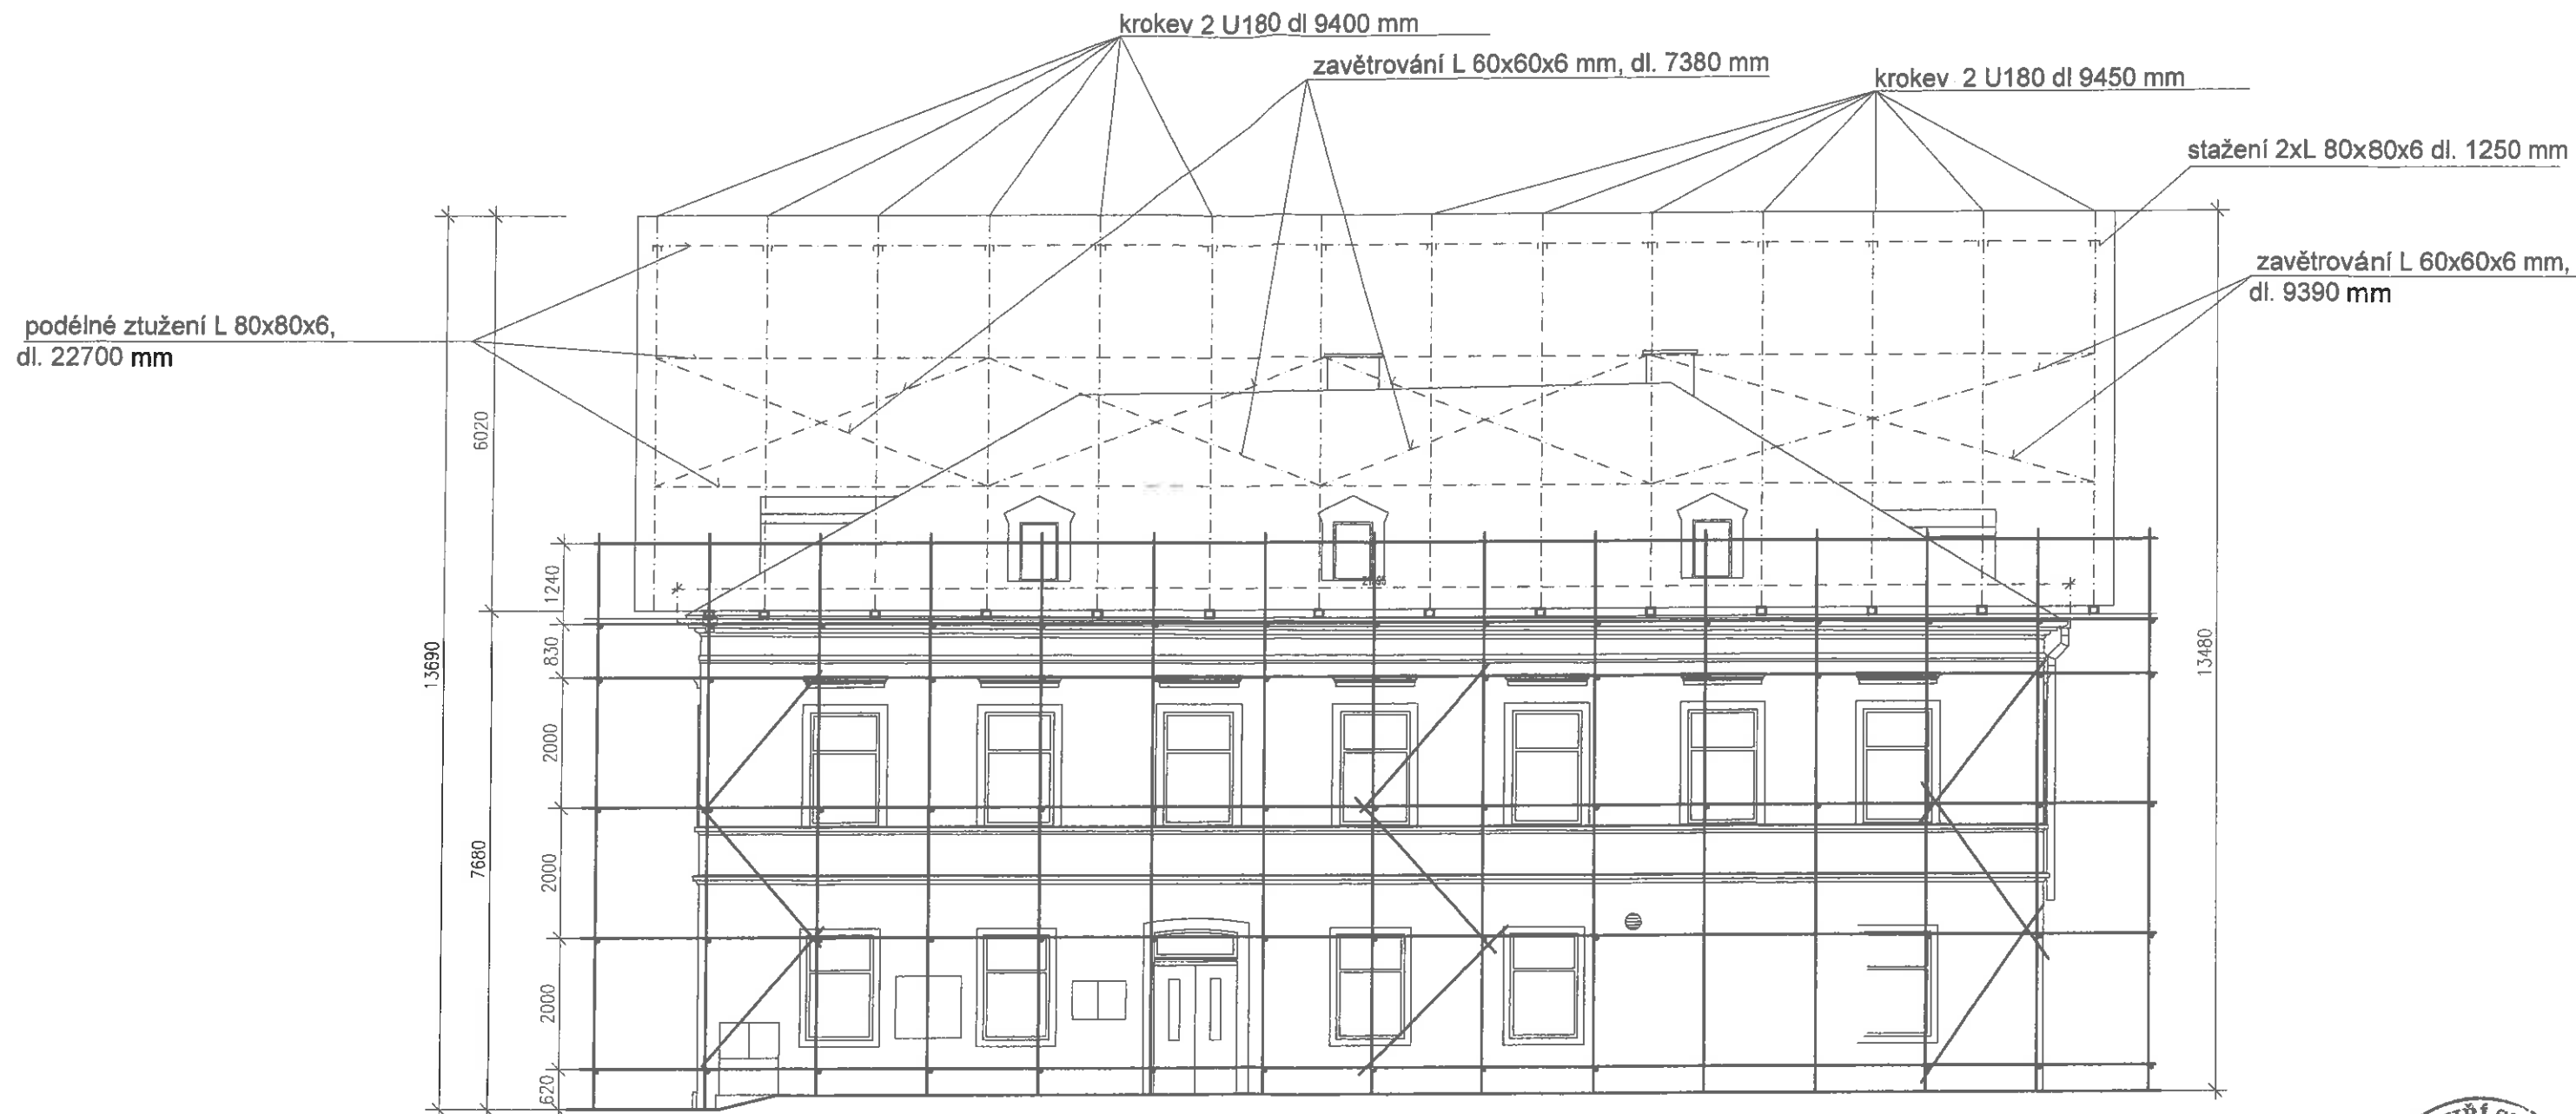 krokev 2 U180 dl 9400 mm
zavětrování L 60x60x6 mm, dl. 7380 mm
krokev 2 U180 dl 9450 mm
stažení 2xL 80x80x6 dl. 1250 mm
zavětrování L 60x60x6 mm,
dl. 9390 mm
podélné ztužení L 80x80x6,
dl. 22700 mm
6020
1240
830
13690
13480
2000
7680
2000
2000
620